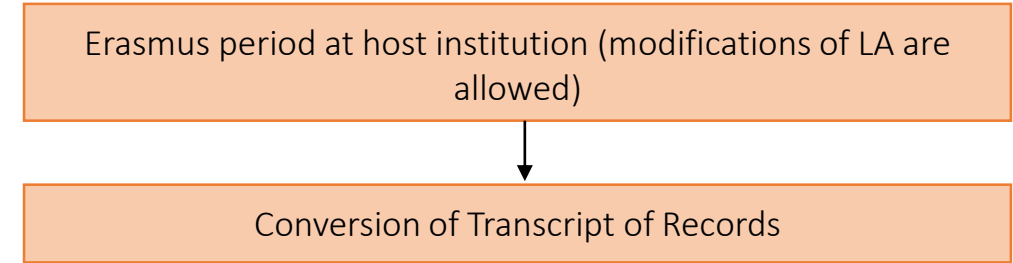 Erasmus period at host institution (modifications of LA are
allowed)
Conversion of Transcript of Records